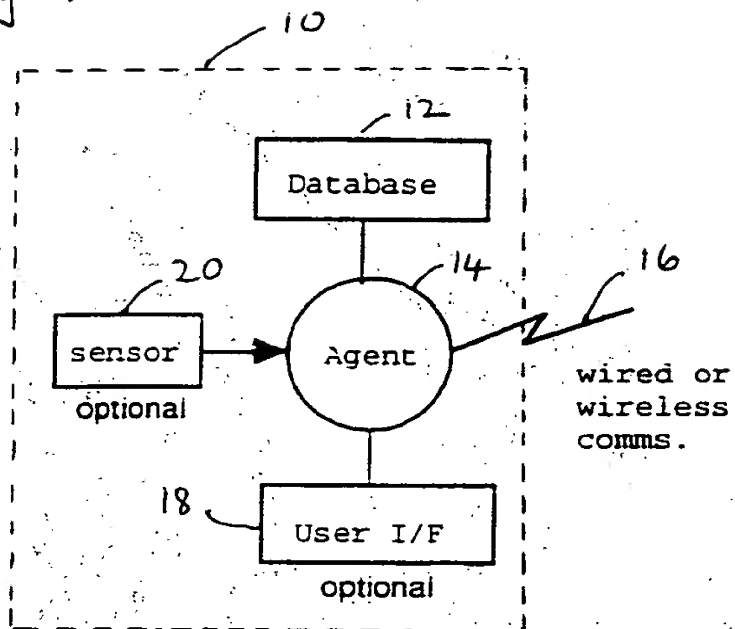 10
12
Database
20
14
16
sensor
Agent
optional
wired or
wireless
comms.
18
User I/F
optional